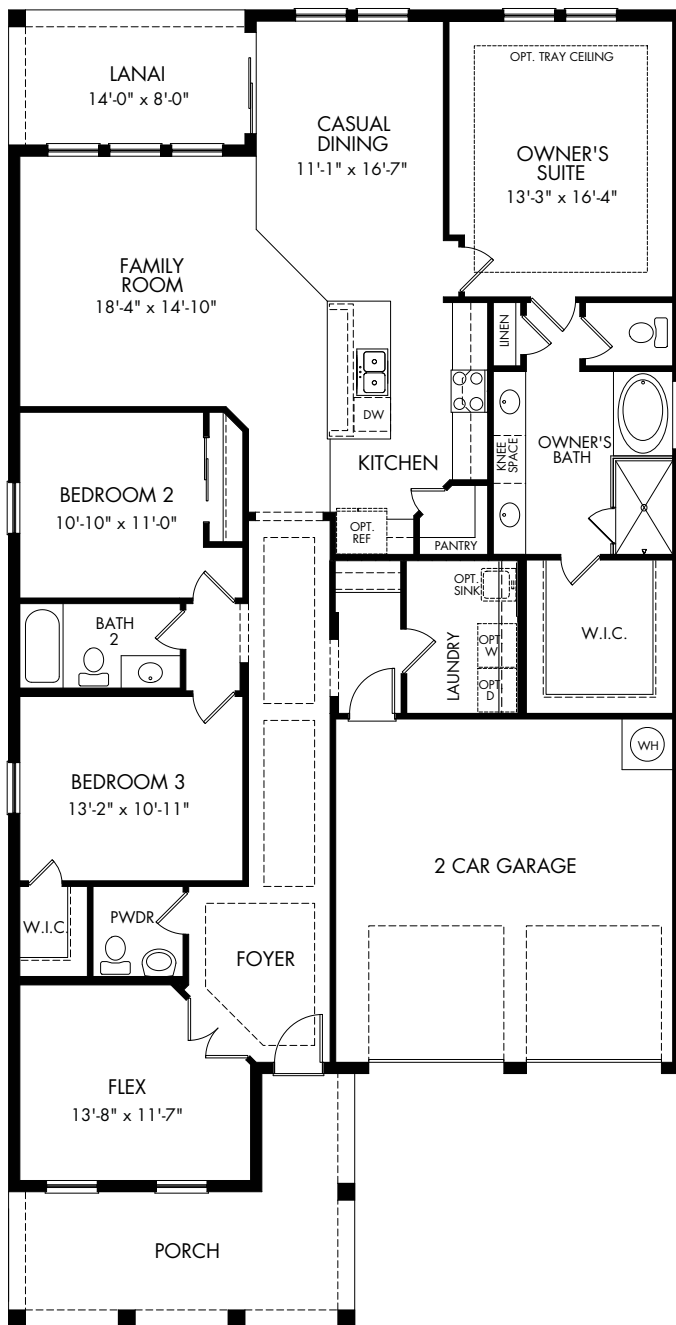 LANAI
14'-0" x 8'-0"
CASUAL
DINING
11'-1" x 16'-7"
OPT. TRAY CEILING
OWNER'S
SUITE
13'-3" x 16'-4"
FAMILY
ROOM
18'-4" x 14'-10"
LINEN
DW
KITCHEN
KNEE
SPACE
OWNER'S
BATH
BEDROOM 2
10'-10" x 11'-0"
OPT.
REF
PANTRY
BATH
2
OPT.
SINK
LAUNDRY
OPT
W
OPT
D
W.I.C.
BEDROOM 3
13'-2" x 10'-11"
WH
2 CAR GARAGE
W.I.C.
PWDR
FOYER
FLEX
13'-8" x 11'-7"
PORCH